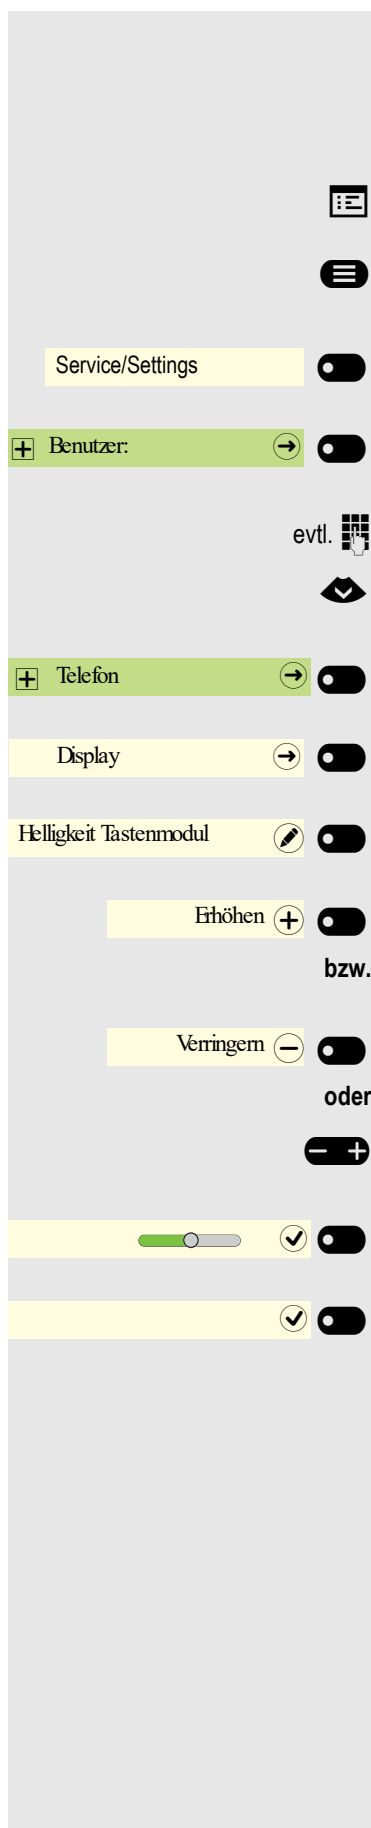 Service/Settings
Benutzer:
evtl.
Telefon
Display
Helligkeit Tastenmodul
Erhöhen
bzw.
Verringern
oder